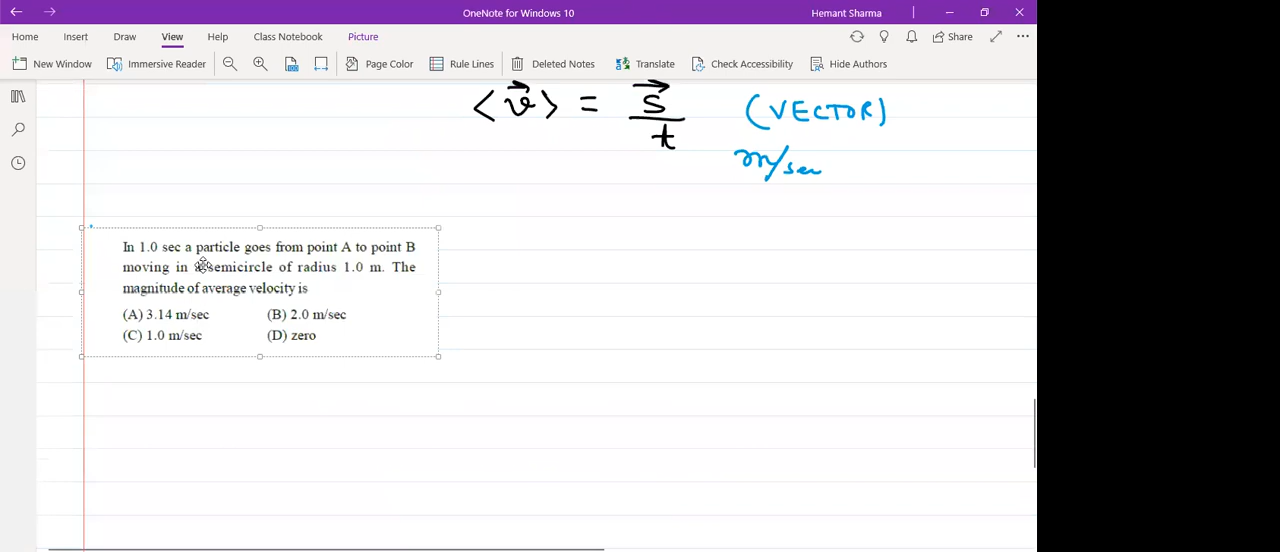 OneNote for Windows 10
Hemant Sharma
Home Insert Draw View Help Class Notebook Picture
Share
New Window Immersive Reader Page Color Rule Lines Deleted Notes Translate Check Accessibility Hide Authors
<v⃗> = s⃗/t (VECTOR)
m/sec
In 1.0 sec a particle goes from point A to point B
moving in a semicircle of radius 1.0 m. The
magnitude of average velocity is
(A) 3.14 m/sec (B) 2.0 m/sec
(C) 1.0 m/sec (D) zero